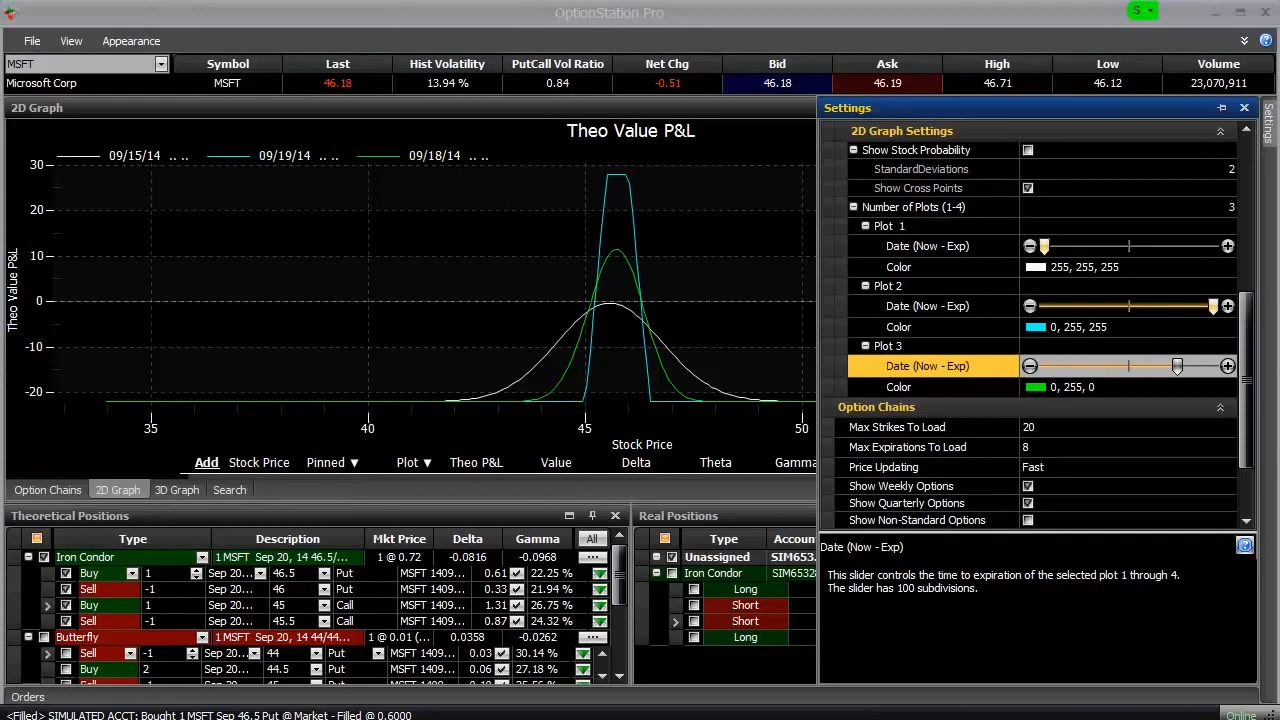 OptionStation Pro
S
File View Appearance
MSFT Symbol Last Hist Volatility PutCall Vol Ratio Net Chg Bid Ask High Low Volume
Microsoft Corp MSFT 46.18 13.94 % 0.84 -0.51 46.18 46.19 46.71 46.12 23,070,911
2D Graph
Theo Value P&L
09/15/14 .. .. 09/19/14 .. .. 09/18/14 .. ..
30
20
10
0
-10
-20
Theo Value P&L
35 40 45 50
Stock Price
Add Stock Price Pinned ▼ Plot ▼ Theo P&L Value Delta Theta Gamma
Option Chains 2D Graph 3D Graph Search
Settings
Settings
2D Graph Settings
Show Stock Probability
StandardDeviations 2
Show Cross Points
Number of Plots (1-4) 3
Plot 1
Date (Now - Exp)
Color 255, 255, 255
Plot 2
Date (Now - Exp)
Color 0, 255, 255
Plot 3
Date (Now - Exp)
Color 0, 255, 0
Option Chains
Max Strikes To Load 20
Max Expirations To Load 8
Price Updating Fast
Show Weekly Options
Show Quarterly Options
Show Non-Standard Options
Date (Now - Exp)
This slider controls the time to expiration of the selected plot 1 through 4.
The slider has 100 subdivisions.
Theoretical Positions
Type Description Mkt Price Delta Gamma All
Iron Condor 1 MSFT Sep 20, 14 46.5/... 1 @ 0.72 -0.0816 -0.0968 ...
Buy 1 Sep 20... 46.5 Put MSFT 1409... 0.61 22.25 %
Sell -1 Sep 20... 46 Put MSFT 1409... 0.33 21.94 %
Buy 1 Sep 20... 45 Call MSFT 1409... 1.31 26.75 %
Sell -1 Sep 20... 45.5 Call MSFT 1409... 0.87 24.32 %
Butterfly 1 MSFT Sep 20, 14 44/44... 1 @ 0.01 (... 0.0358 -0.0262 ...
Sell -1 Sep 20... 44 Put MSFT 1409... 0.03 30.14 %
Buy 2 Sep 20... 44.5 Put MSFT 1409... 0.06 27.18 %
Real Positions
Type Accoun
Unassigned SIM653
Iron Condor SIM6532
Long
Short
Short
Long
Orders
<Filled> SIMULATED ACCT: Bought 1 MSFT Sep 46.5 Put @ Market - Filled @ 0.6000
Online